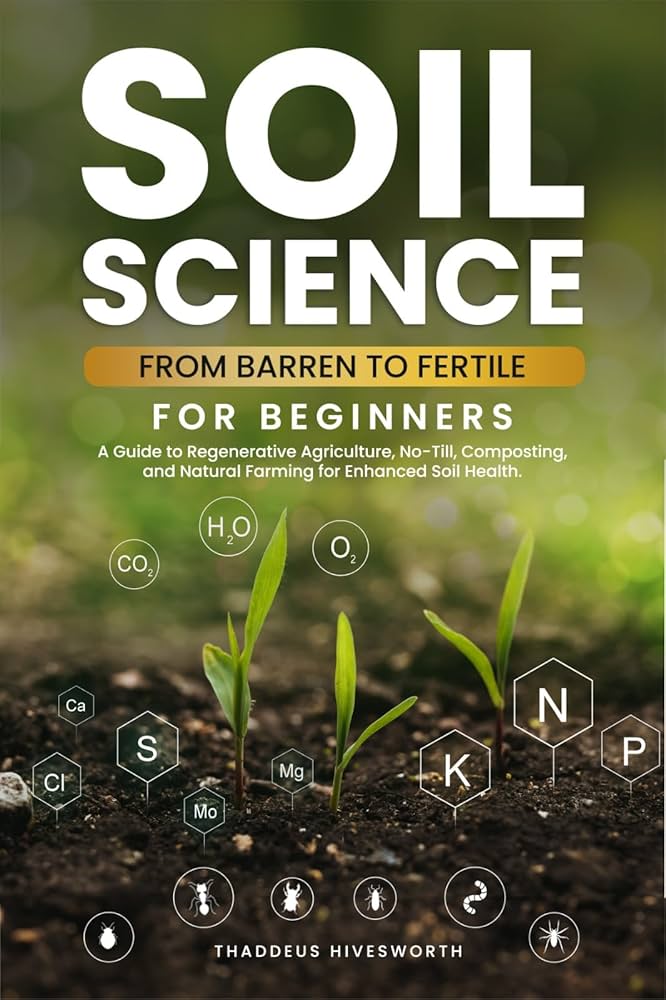 SOIL
SCIENCE
FROM BARREN TO FERTILE
FOR BEGINNERS
A Guide to Regenerative Agriculture, No-Till, Composting,
and Natural Farming for Enhanced Soil Health.
H₂O
CO₂
O₂
Ca
S
N
P
Cl
Mg
K
Mo
THADDEUS HIVESWORTH